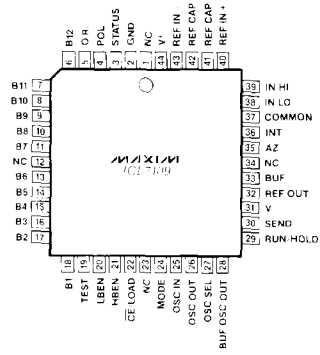 B12
O.R.
POL
STATUS
GND
NC
V+
REF IN -
REF CAP
REF CAP
REF IN +
6 5 4 3 2 1 44 43 42 41 40
B11 7
B10 8
B9 9
B8 10
B7 11
NC 12
B6 13
B5 14
B4 15
B3 16
B2 17
MAXIM
ICL7109
39 IN HI
38 IN LO
37 COMMON
36 INT
35 AZ
34 NC
33 BUF
32 REF OUT
31 V
30 SEND
29 RUN/HOLD
18 19 20 21 22 23 24 25 26 27 28
B1
TEST
LBEN
HBEN
CE/LOAD
NC
MODE
OSC IN
OSC OUT
OSC SEL
BUF OSC OUT